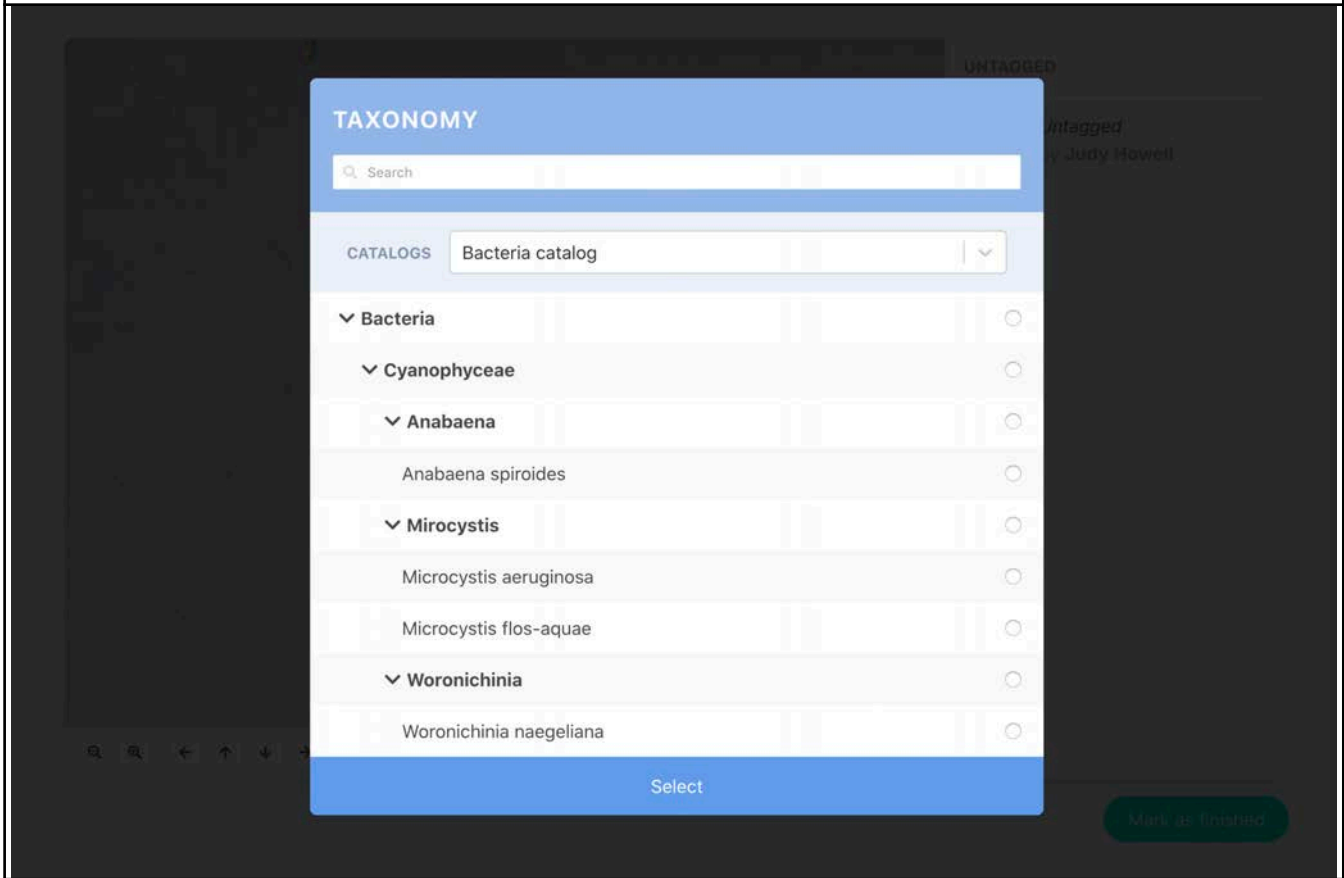 UNTAGGED
TAXONOMY
Untagged
by Judy Howell
Search
CATALOGS Bacteria catalog
Bacteria
Cyanophyceae
Anabaena
Anabaena spiroides
Mirocystis
Microcystis aeruginosa
Microcystis flos-aquae
Woronichinia
Woronichinia naegeliana
Select
Mark as finished